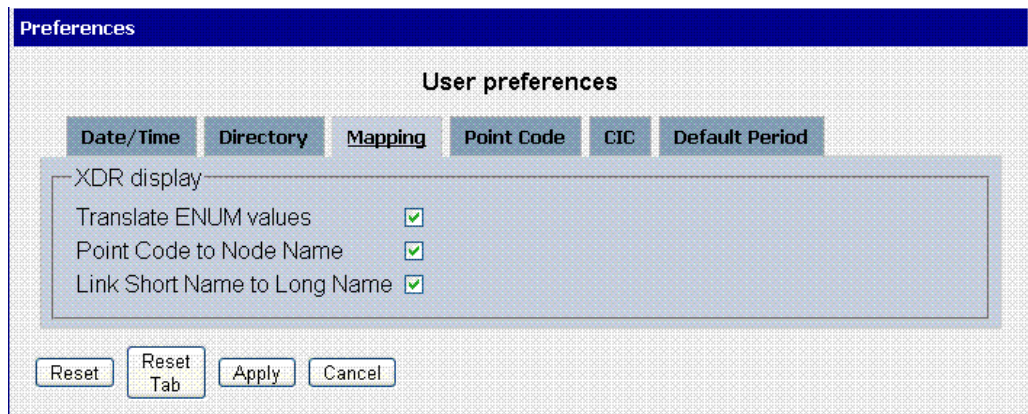 Preferences
User preferences
Date/Time Directory Mapping Point Code CIC Default Period
XDR display
Translate ENUM values
Point Code to Node Name
Link Short Name to Long Name
Reset Reset Tab Apply Cancel